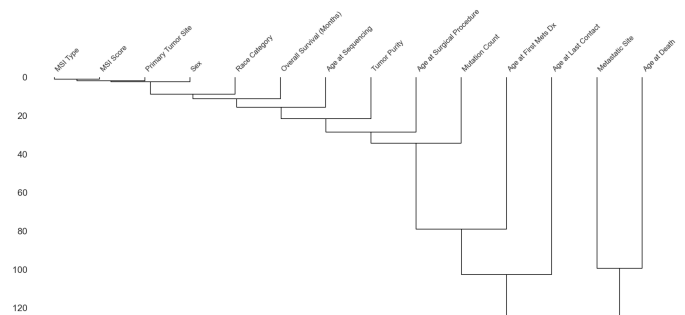 MSI Type
MSI Score
Primary Tumor Site
Sex
Race Category
Overall Survival (Months)
Age at Sequencing
Tumor Purity
Age at Surgical Procedure
Mutation Count
Age at First Mets Dx
Age at Last Contact
Metastatic Site
Age at Death
0
20
40
60
80
100
120